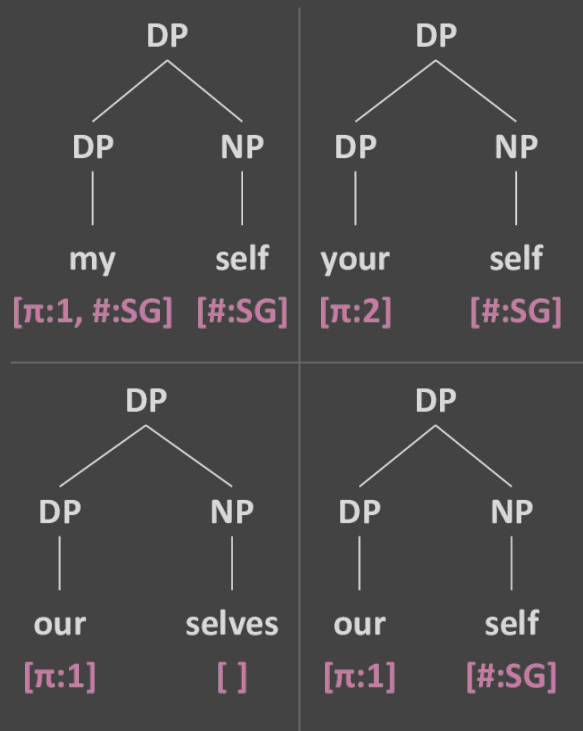 DP
DP NP
my self
[π:1, #:SG] [#:SG]
DP
DP NP
your self
[π:2] [#:SG]
DP
DP NP
our selves
[π:1] [ ]
DP
DP NP
our self
[π:1] [#:SG]